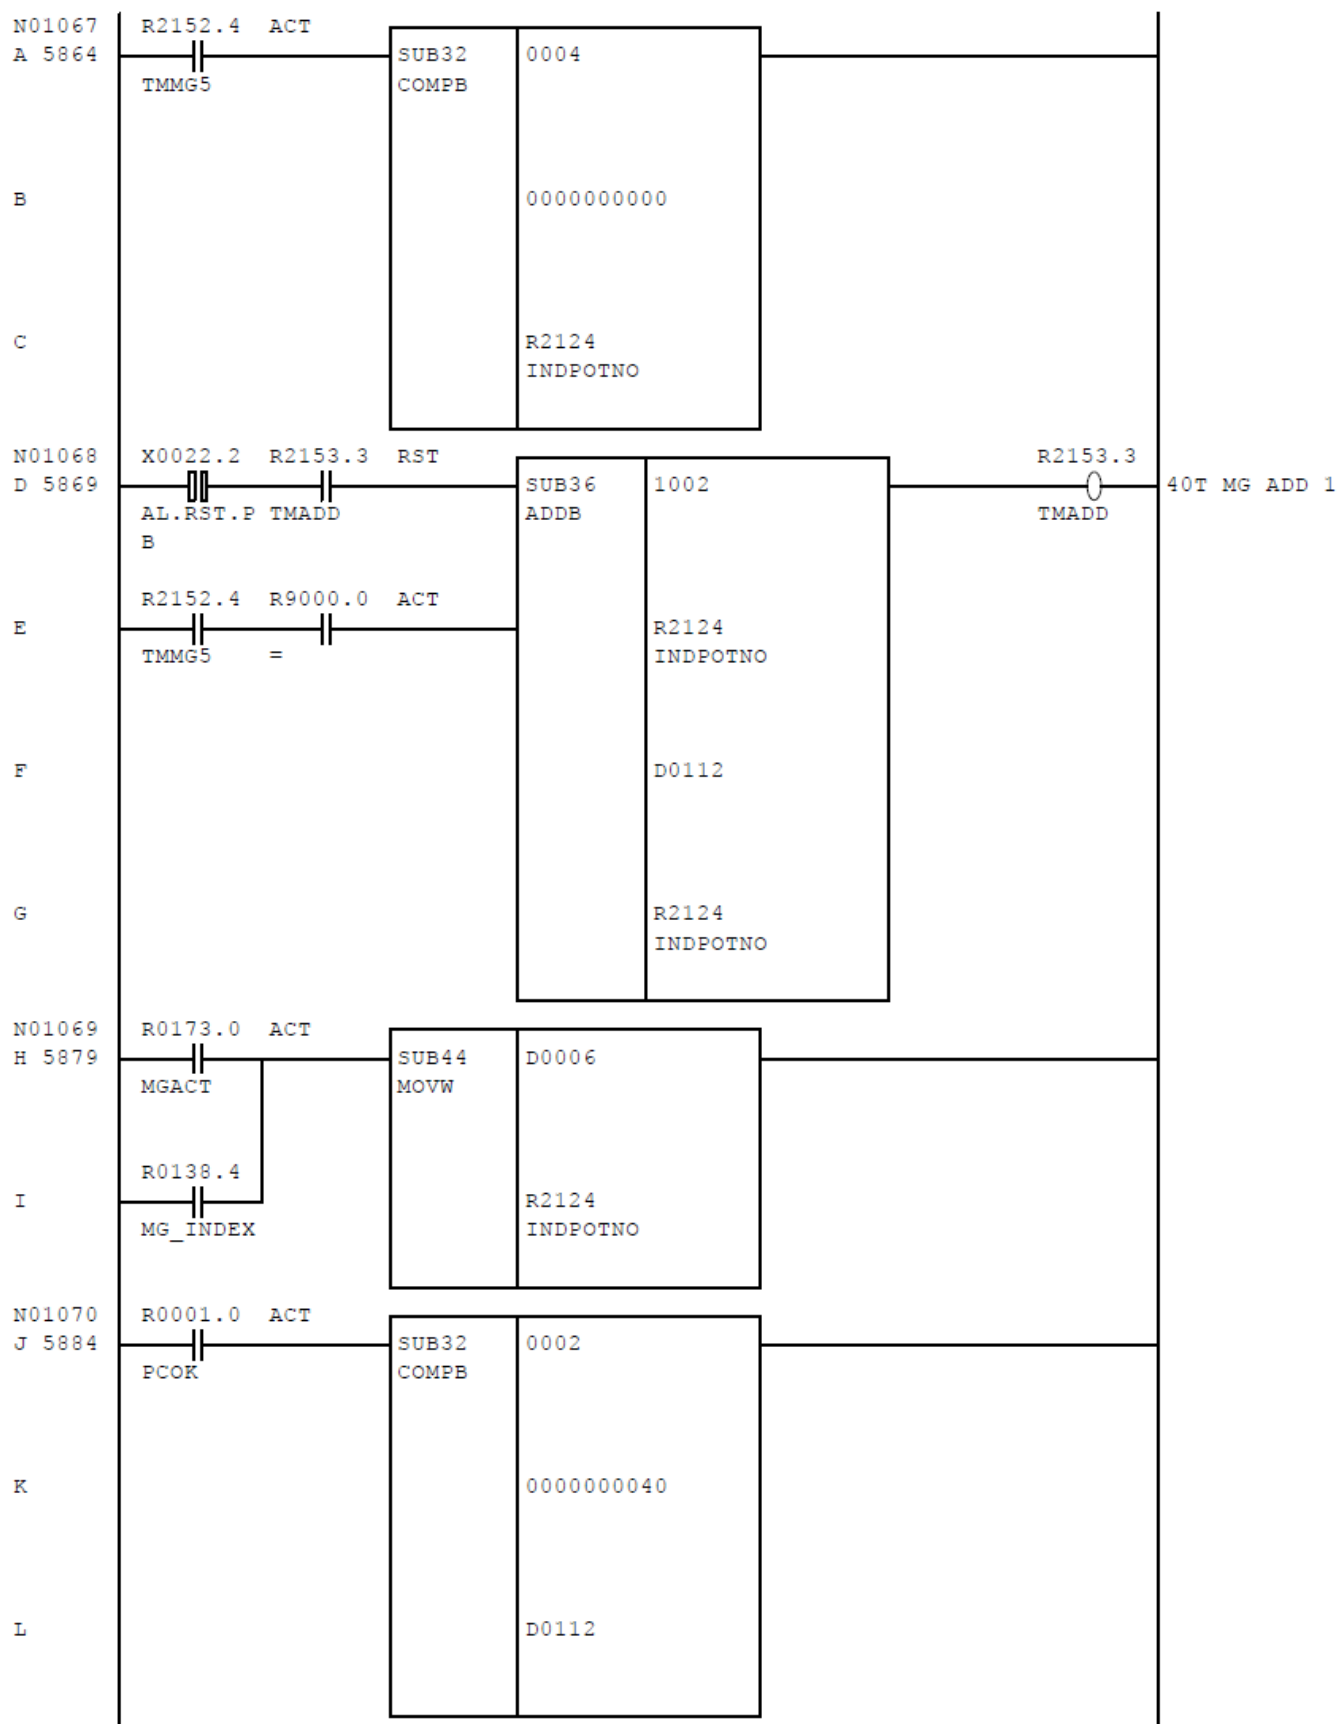 N01067 R2152.4 ACT
A 5864 SUB32 0004
TMMG5 COMPB
B 0000000000
C R2124
INDPOTNO
N01068 X0022.2 R2153.3 RST R2153.3
D 5869 SUB36 1002 40T MG ADD 1
AL.RST.P TMADD ADDB TMADD
B
R2152.4 R9000.0 ACT
E R2124
TMMG5 = INDPOTNO
F D0112
G R2124
INDPOTNO
N01069 R0173.0 ACT
H 5879 SUB44 D0006
MGACT MOVW
R0138.4
I R2124
MG_INDEX INDPOTNO
N01070 R0001.0 ACT
J 5884 SUB32 0002
PCOK COMPB
K 0000000040
L D0112